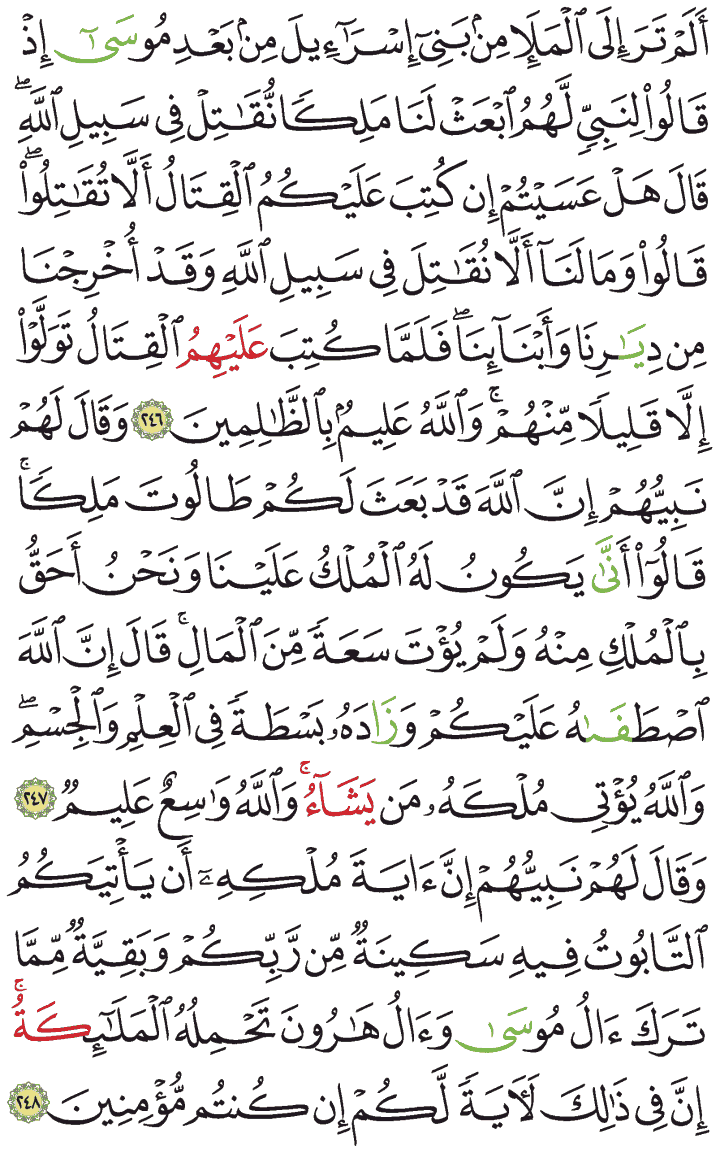 أَلَمْ تَرَ إِلَى ٱلْمَلَإِ مِنۢ بَنِىٓ إِسْرَٰٓءِيلَ مِنۢ بَعْدِ مُوسَىٰٓ إِذْ
قَالُوا۟ لِنَبِىٍّ لَّهُمُ ٱبْعَثْ لَنَا مَلِكًا نُّقَٰتِلْ فِى سَبِيلِ ٱللَّهِ ۖ
قَالَ هَلْ عَسَيْتُمْ إِن كُتِبَ عَلَيْكُمُ ٱلْقِتَالُ أَلَّا تُقَٰتِلُوا۟ ۖ
قَالُوا۟ وَمَا لَنَآ أَلَّا نُقَٰتِلَ فِى سَبِيلِ ٱللَّهِ وَقَدْ أُخْرِجْنَا
مِن دِيَٰرِنَا وَأَبْنَآئِنَا ۖ فَلَمَّا كُتِبَ عَلَيْهِمُ ٱلْقِتَالُ تَوَلَّوْا۟
إِلَّا قَلِيلًا مِّنْهُمْ ۗ وَٱللَّهُ عَلِيمٌۢ بِٱلظَّٰلِمِينَ ٢٤٦ وَقَالَ لَهُمْ
نَبِيُّهُمْ إِنَّ ٱللَّهَ قَدْ بَعَثَ لَكُمْ طَالُوتَ مَلِكًا ۚ
قَالُوٓا۟ أَنَّىٰ يَكُونُ لَهُ ٱلْمُلْكُ عَلَيْنَا وَنَحْنُ أَحَقُّ
بِٱلْمُلْكِ مِنْهُ وَلَمْ يُؤْتَ سَعَةً مِّنَ ٱلْمَالِ ۚ قَالَ إِنَّ ٱللَّهَ
ٱصْطَفَىٰهُ عَلَيْكُمْ وَزَادَهُۥ بَسْطَةً فِى ٱلْعِلْمِ وَٱلْجِسْمِ ۖ
وَٱللَّهُ يُؤْتِى مُلْكَهُۥ مَن يَشَآءُ ۚ وَٱللَّهُ وَٰسِعٌ عَلِيمٌ ٢٤٧
وَقَالَ لَهُمْ نَبِيُّهُمْ إِنَّ ءَايَةَ مُلْكِهِۦٓ أَن يَأْتِيَكُمُ
ٱلتَّابُوتُ فِيهِ سَكِينَةٌ مِّن رَّبِّكُمْ وَبَقِيَّةٌ مِّمَّا
تَرَكَ ءَالُ مُوسَىٰ وَءَالُ هَٰرُونَ تَحْمِلُهُ ٱلْمَلَٰٓئِكَةُ ۚ
إِنَّ فِى ذَٰلِكَ لَءَايَةً لَّكُمْ إِن كُنتُم مُّؤْمِنِينَ ٢٤٨